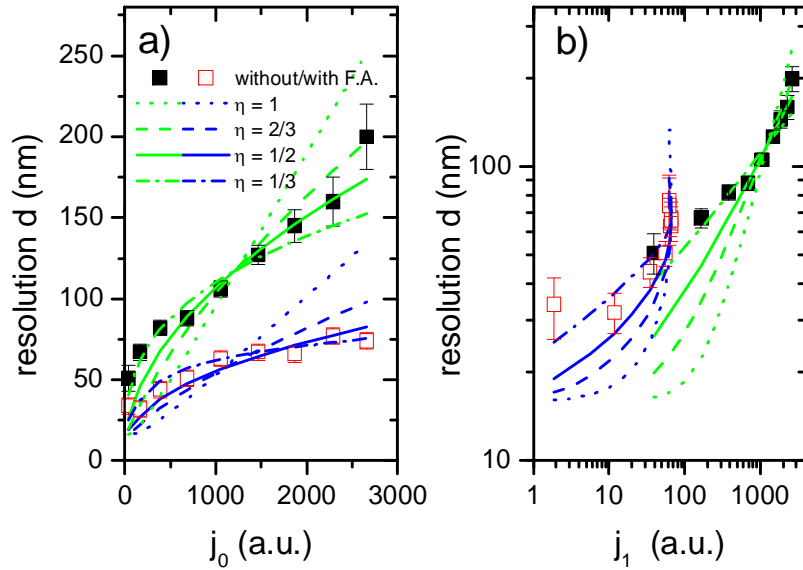 a)
250
200
150
100
50
0
resolution d (nm)
without/with F.A.
η = 1
η = 2/3
η = 1/2
η = 1/3
0 1000 2000 3000
j0 (a.u.)
b)
100
10
resolution d (nm)
1 10 100 1000
j1 (a.u.)